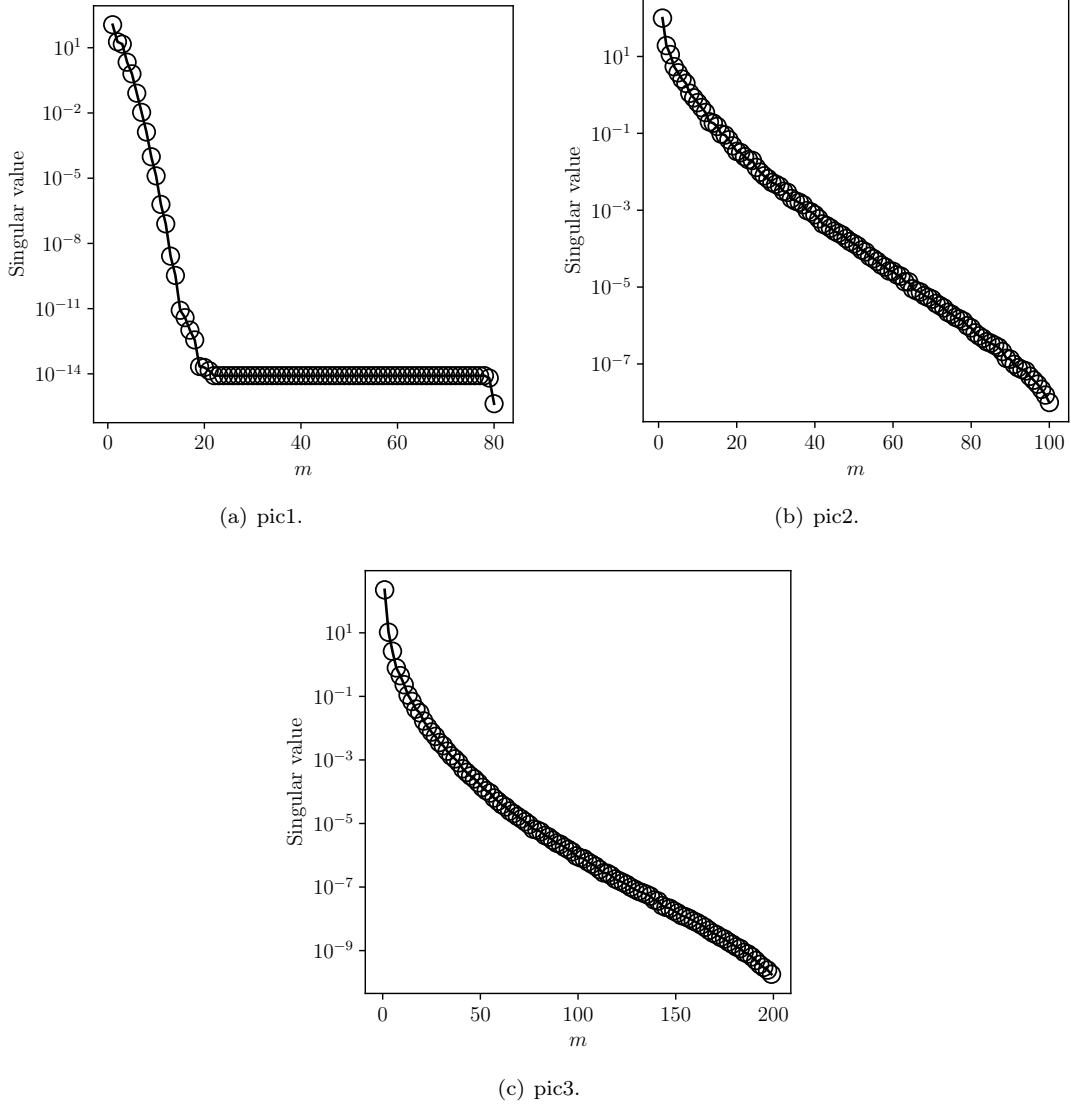 10^1
10^{-2}
10^{-5}
10^{-8}
10^{-11}
10^{-14}
Singular value
0 20 40 60 80
m
(a) pic1.
10^1
10^{-1}
10^{-3}
10^{-5}
10^{-7}
Singular value
0 20 40 60 80 100
m
(b) pic2.
10^1
10^{-1}
10^{-3}
10^{-5}
10^{-7}
10^{-9}
Singular value
0 50 100 150 200
m
(c) pic3.